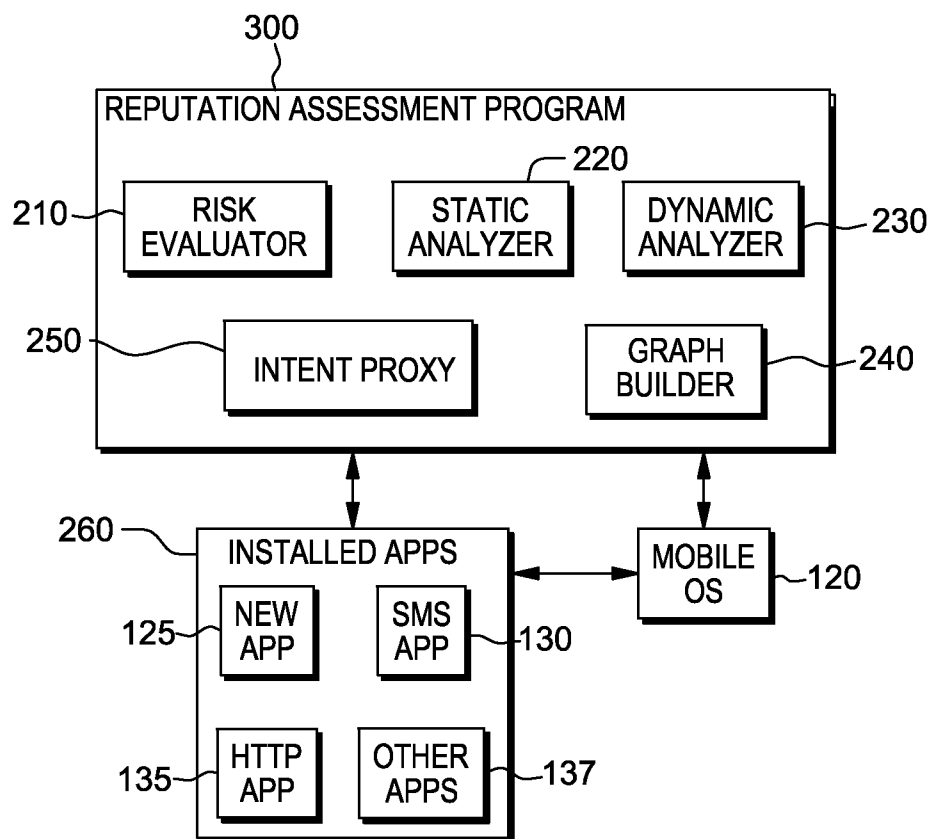 300
REPUTATION ASSESSMENT PROGRAM
220
210
RISK
EVALUATOR
STATIC
ANALYZER
DYNAMIC
ANALYZER
230
250
INTENT PROXY
GRAPH
BUILDER
240
260
INSTALLED APPS
MOBILE
OS
120
125
NEW
APP
SMS
APP
130
135
HTTP
APP
OTHER
APPS
137